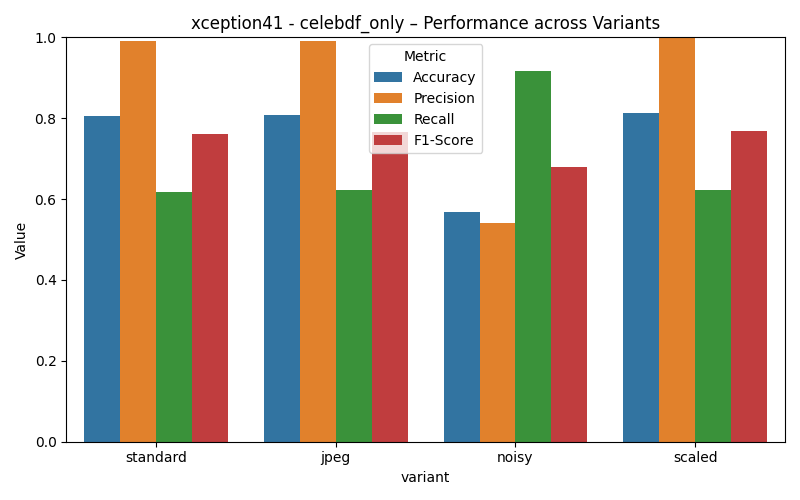 xception41 - celebdf_only – Performance across Variants
Metric
Accuracy
Precision
Recall
F1-Score
Value
1.0
0.8
0.6
0.4
0.2
0.0
standard jpeg noisy scaled
variant